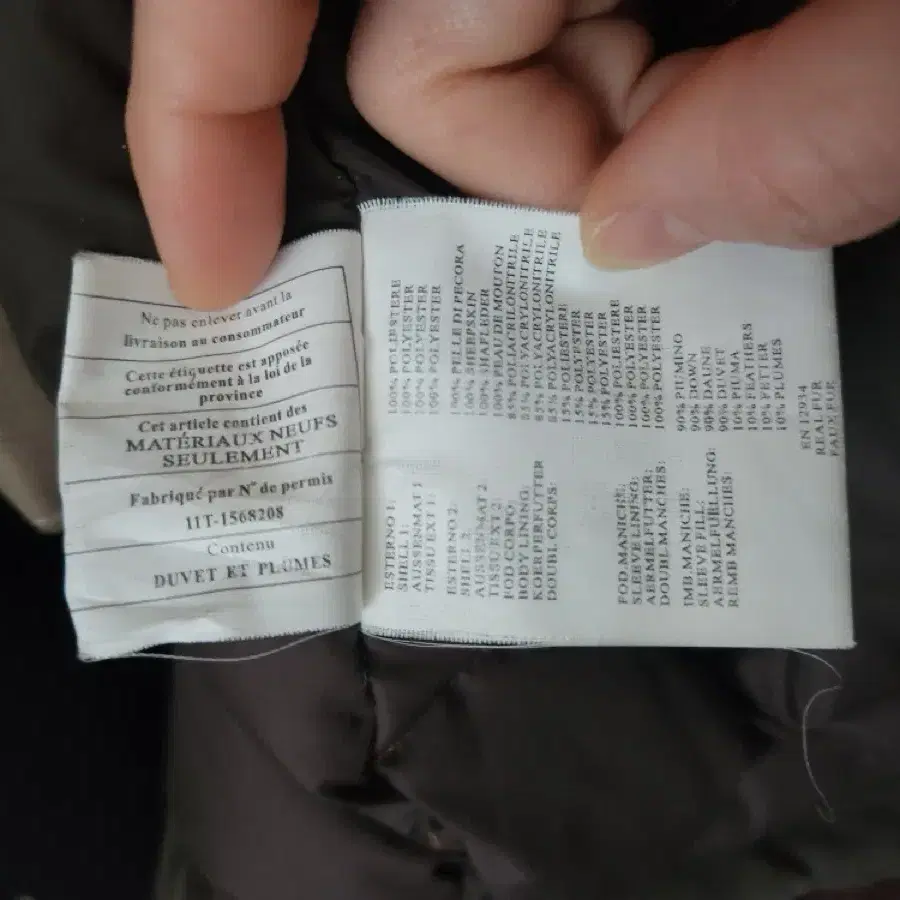 Ne pas enlever avant la
livraison au consommateur
Cette étiquette est apposée
conformément à la loi de la
province
Cet article contient des
MATÉRIAUX NEUFS
SEULEMENT
Fabriqué par N° de permis
11T-1568208
Contenu
DUVET ET PLUMES
ESTERNO 1: 100% POLIESTERE
SHELL 1: 100% POLYESTER
AUSSENMAT 1 100% POLYESTER
TISSU EXT 1: 100% POLYESTER
ESTERNO 2: 100% PELLE DI PECORA
SHELL 2: 100% SHEEPSKIN
AUSSENMAT 2 100% SHAFLEDER
TISSU EXT 2: 100% PEAU DE MOUTON
FOD.CORPO: 85% POLIACRILONITRILE
BODY LINING: 85% POLYACRYLONITRILE
KOERPERFUTTER 85% POLYACRYLONITRILE
DOUBL.CORPS: 85% POLYACRYLONITRILE
15% POLIESTERE
15% POLYESTER
15% POLYESTER
15% POLYESTER
FOD.MANICHE: 100% POLIESTERE
SLEEVE LINING: 100% POLYESTER
AERMELFUTTER: 100% POLYESTER
DOUBL MANCHES: 100% POLYESTER
IMB.MANICHE: 90% PIUMINO
SLEEVE FILL: 90% DOWN
AERMELFUELLUNG: 90% DAUNE
REMB MANCHES: 90% DUVET
10% PIUMA
10% FEATHERS
10% FETTER
10% PLUMES
EN 12934
REAL FUR
FAUX FUR